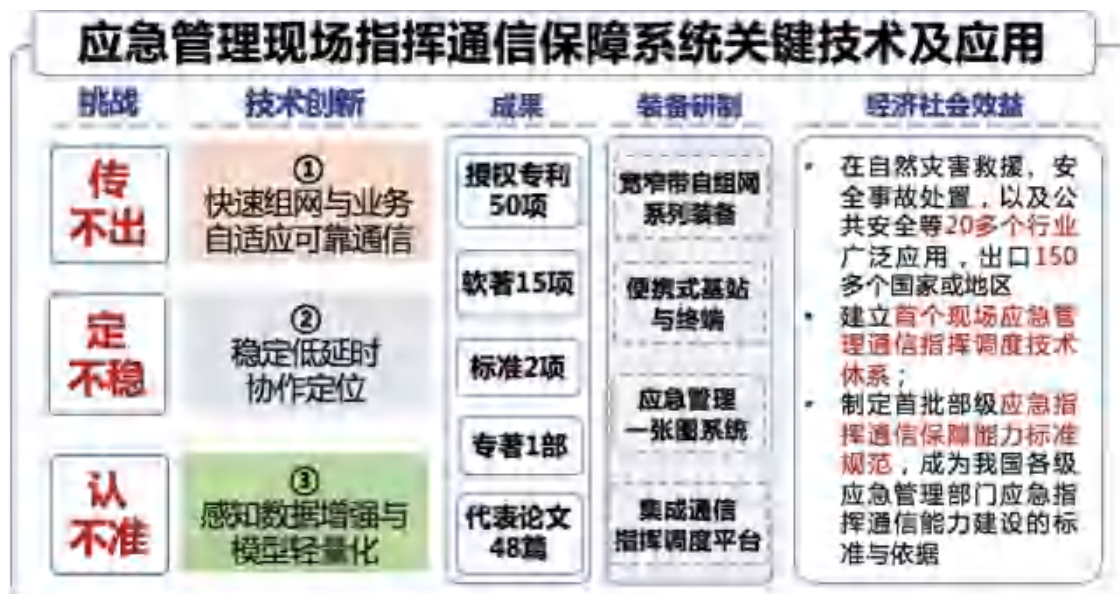 应急管理现场指挥通信保障系统关键技术及应用
挑战
技术创新
成果
装备研制
经济社会效益
传
不出
①
快速组网与业务
自适应可靠通信
定
不稳
②
稳定低延时
协作定位
认
不准
③
感知数据增强与
模型轻量化
授权专利
50项
软著15项
标准2项
专著1部
代表论文
48篇
宽窄带自组网
系列装备
便携式基站
与终端
应急管理
一张图系统
集成通信
指挥调度平台
• 在自然灾害救援、安
全事故处置，以及公
共安全等20多个行业
广泛应用，出口150
多个国家或地区
• 建立首个现场应急管
理通信指挥调度技术
体系；
• 制定首批部级应急指
挥通信保障能力标准
规范，成为我国各级
应急管理部门应急指
挥通信能力建设的标
准与依据